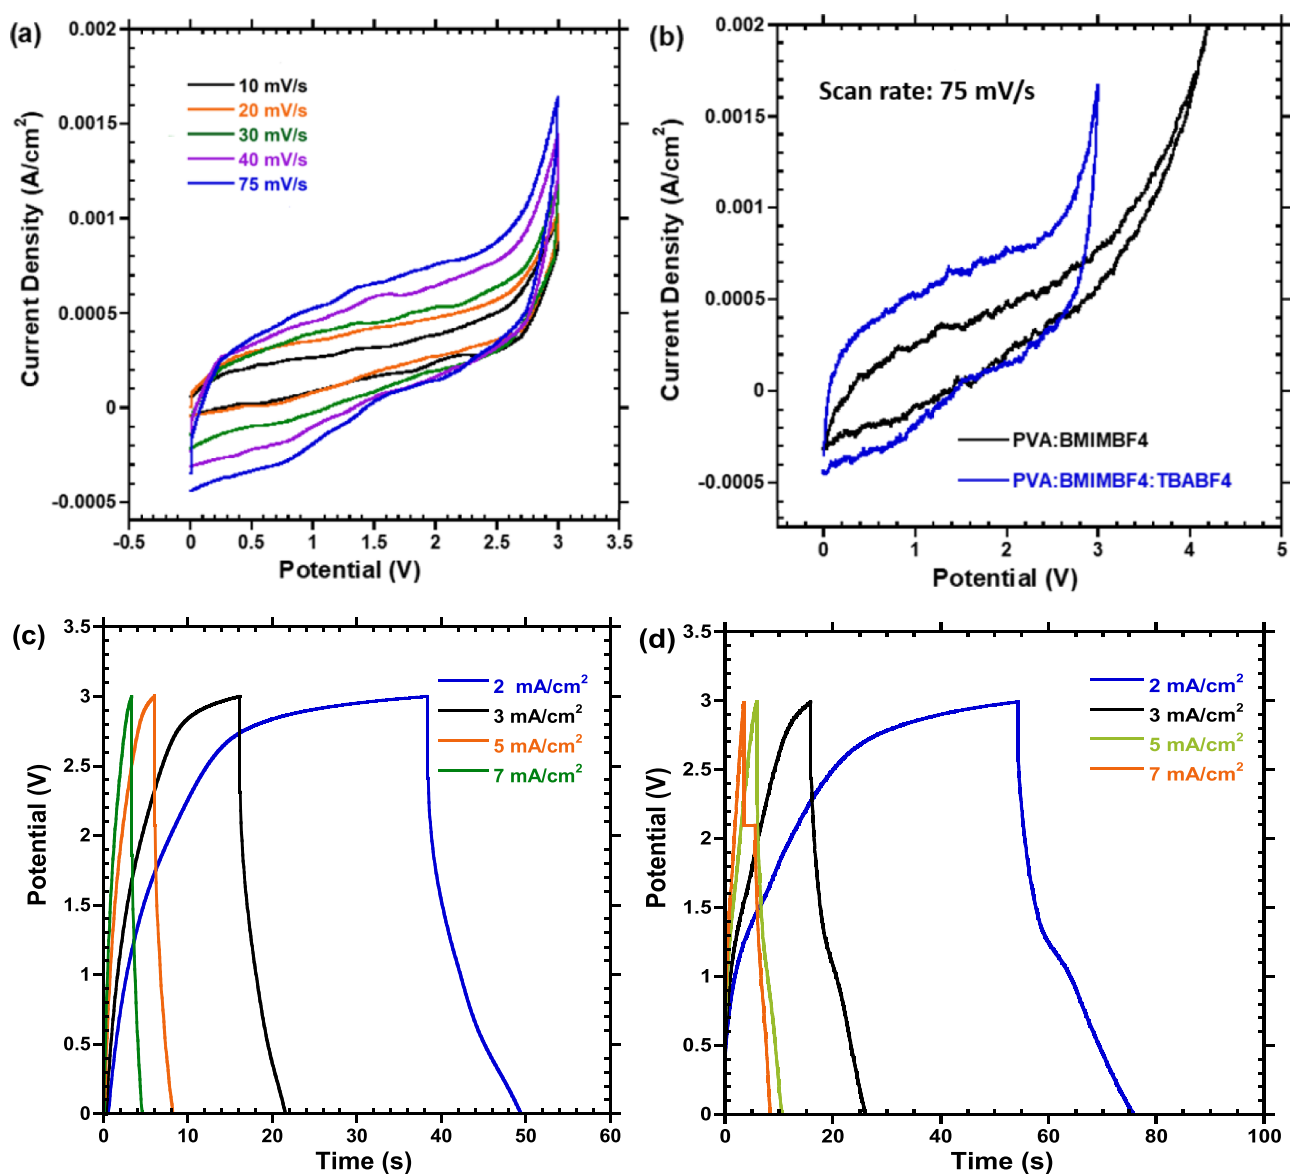 (a)
0.002
0.0015
0.001
0.0005
0
-0.0005
Current Density (A/cm²)
10 mV/s
20 mV/s
30 mV/s
40 mV/s
75 mV/s
-0.5 0 0.5 1 1.5 2 2.5 3 3.5
Potential (V)
(b)
0.002
0.0015
0.001
0.0005
0
-0.0005
Current Density (A/cm²)
Scan rate: 75 mV/s
PVA:BMIMBF4
PVA:BMIMBF4:TBABF4
0 1 2 3 4 5
Potential (V)
(c)
3.5
3
2.5
2
1.5
1
0.5
0
Potential (V)
2 mA/cm²
3 mA/cm²
5 mA/cm²
7 mA/cm²
0 10 20 30 40 50 60
Time (s)
(d)
3.5
3
2.5
2
1.5
1
0.5
0
Potential (V)
2 mA/cm²
3 mA/cm²
5 mA/cm²
7 mA/cm²
0 20 40 60 80 100
Time (s)